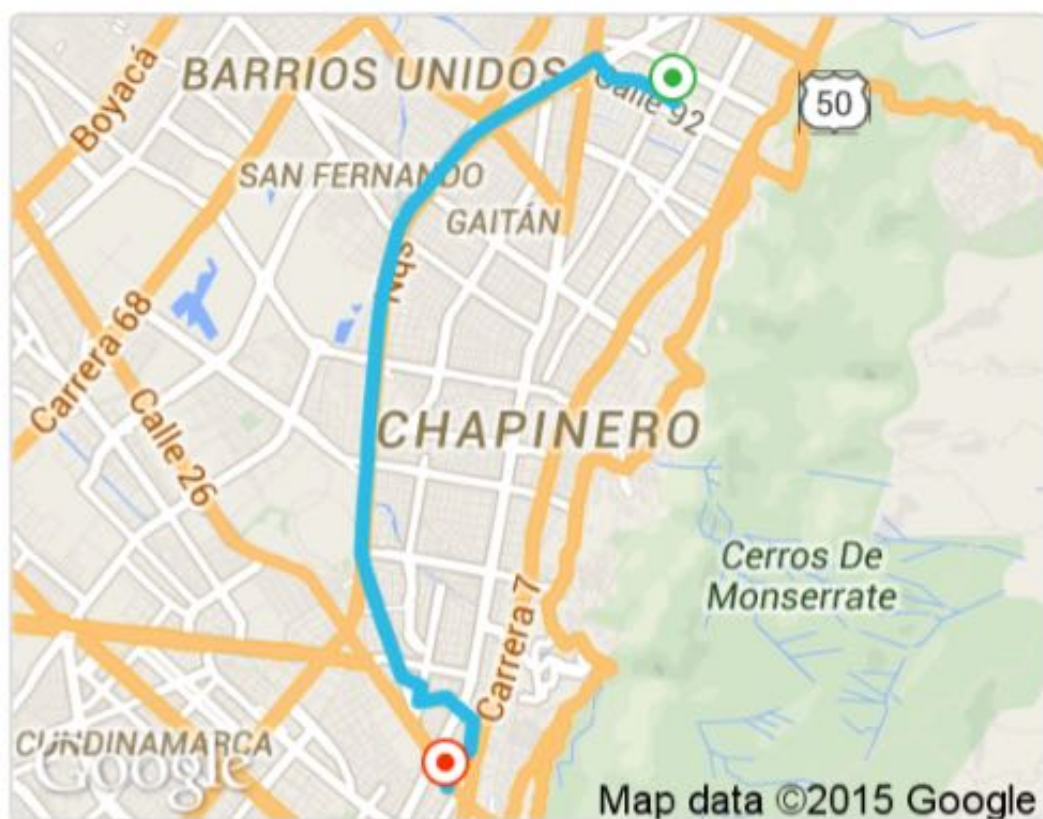 Boyacá
BARRIOS UNIDOS
Calle 92
50
SAN FERNANDO
GAITÁN
Nqs
Carrera 68
Calle 26
CHAPINERO
Cerros De
Monserrate
Carrera 7
CUNDINAMARCA
Google
Map data ©2015 Google